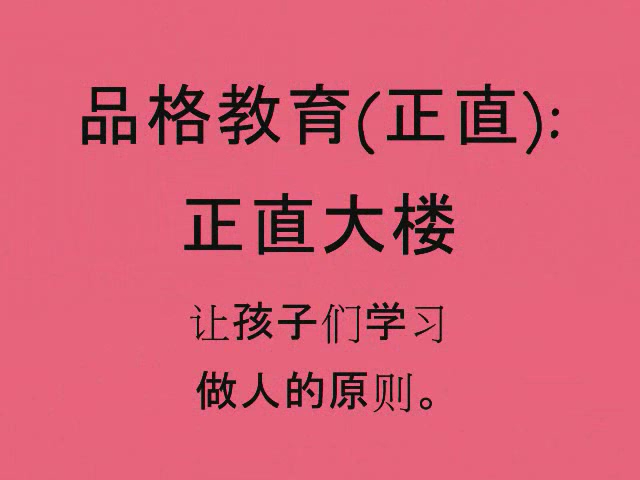 品格教育(正直):
正直大楼
让孩子们学习
做人的原则。